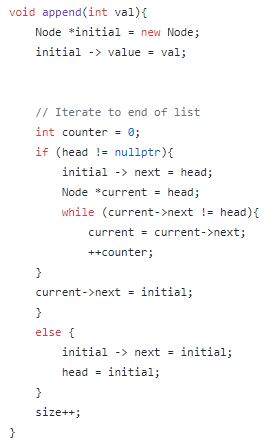 void append(int val){
    Node *initial = new Node;
    initial -> value = val;


    // Iterate to end of list
    int counter = 0;
    if (head != nullptr){
        initial -> next = head;
        Node *current = head;
        while (current->next != head){
            current = current->next;
            ++counter;
    }
    current->next = initial;
    }
    else {
        initial -> next = initial;
        head = initial;
    }
    size++;
}